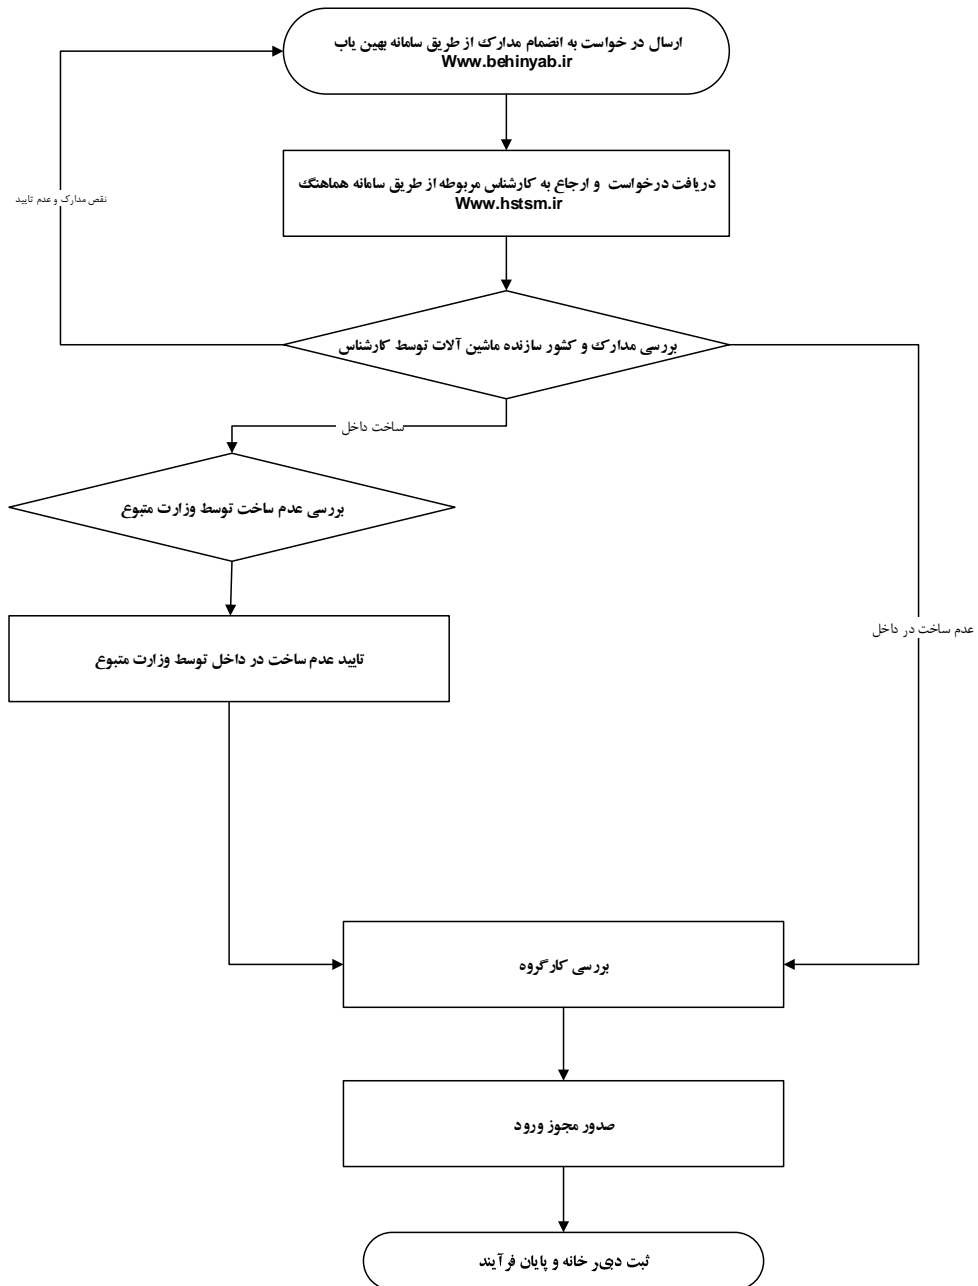 ارسال در خواست به انضمام مدارک از طریق سامانه بهین یاب
Www.behinyab.ir
دریافت درخواست و ارجاع به کارشناس مربوطه از طریق سامانه هماهنگ
Www.hstsm.ir
نقص مدارک و عدم تایید
بررسی مدارک و کشور سازنده ماشین آلات توسط کارشناس
ساخت داخل
بررسی عدم ساخت توسط وزارت متبوع
عدم ساخت در داخل
تایید عدم ساخت در داخل توسط وزارت متبوع
بررسی کارگروه
صدور مجوز ورود
ثبت دبیر خانه و پایان فرآیند